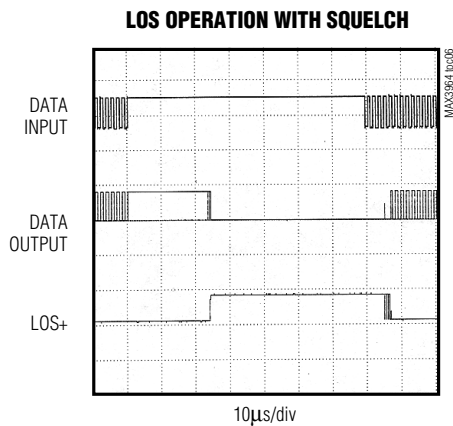 LOS OPERATION WITH SQUELCH
MAX3964 toc06
DATA
INPUT
DATA
OUTPUT
LOS+
10μs/div